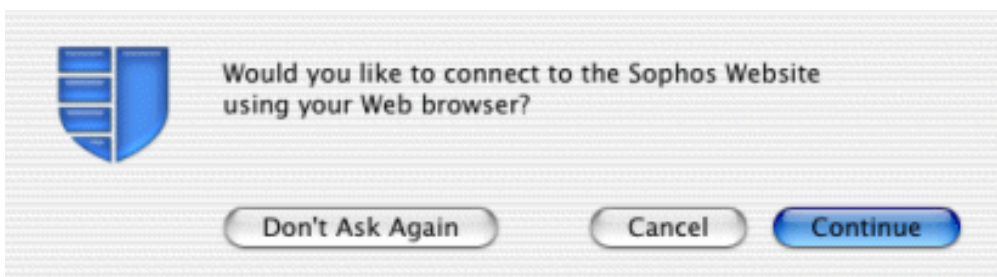 Would you like to connect to the Sophos Website
using your Web browser?
Don't Ask Again Cancel Continue